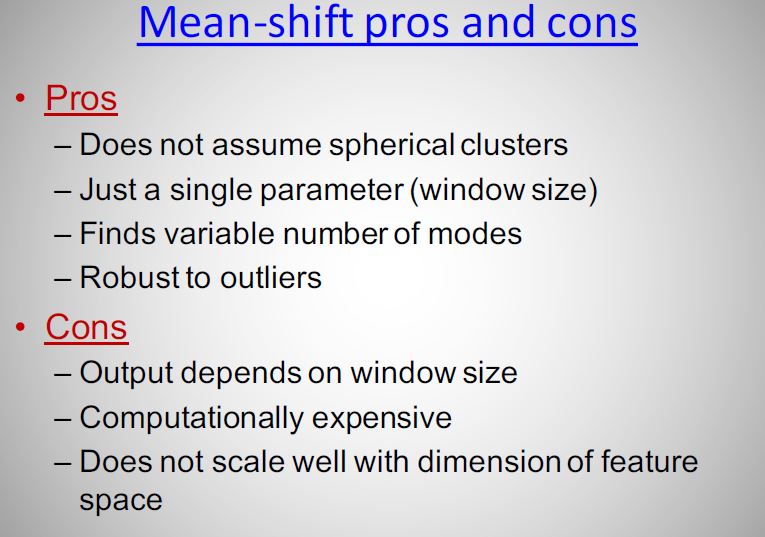 Mean-shift pros and cons
• Pros
– Does not assume spherical clusters
– Just a single parameter (window size)
– Finds variable number of modes
– Robust to outliers
• Cons
– Output depends on window size
– Computationally expensive
– Does not scale well with dimension of feature
space